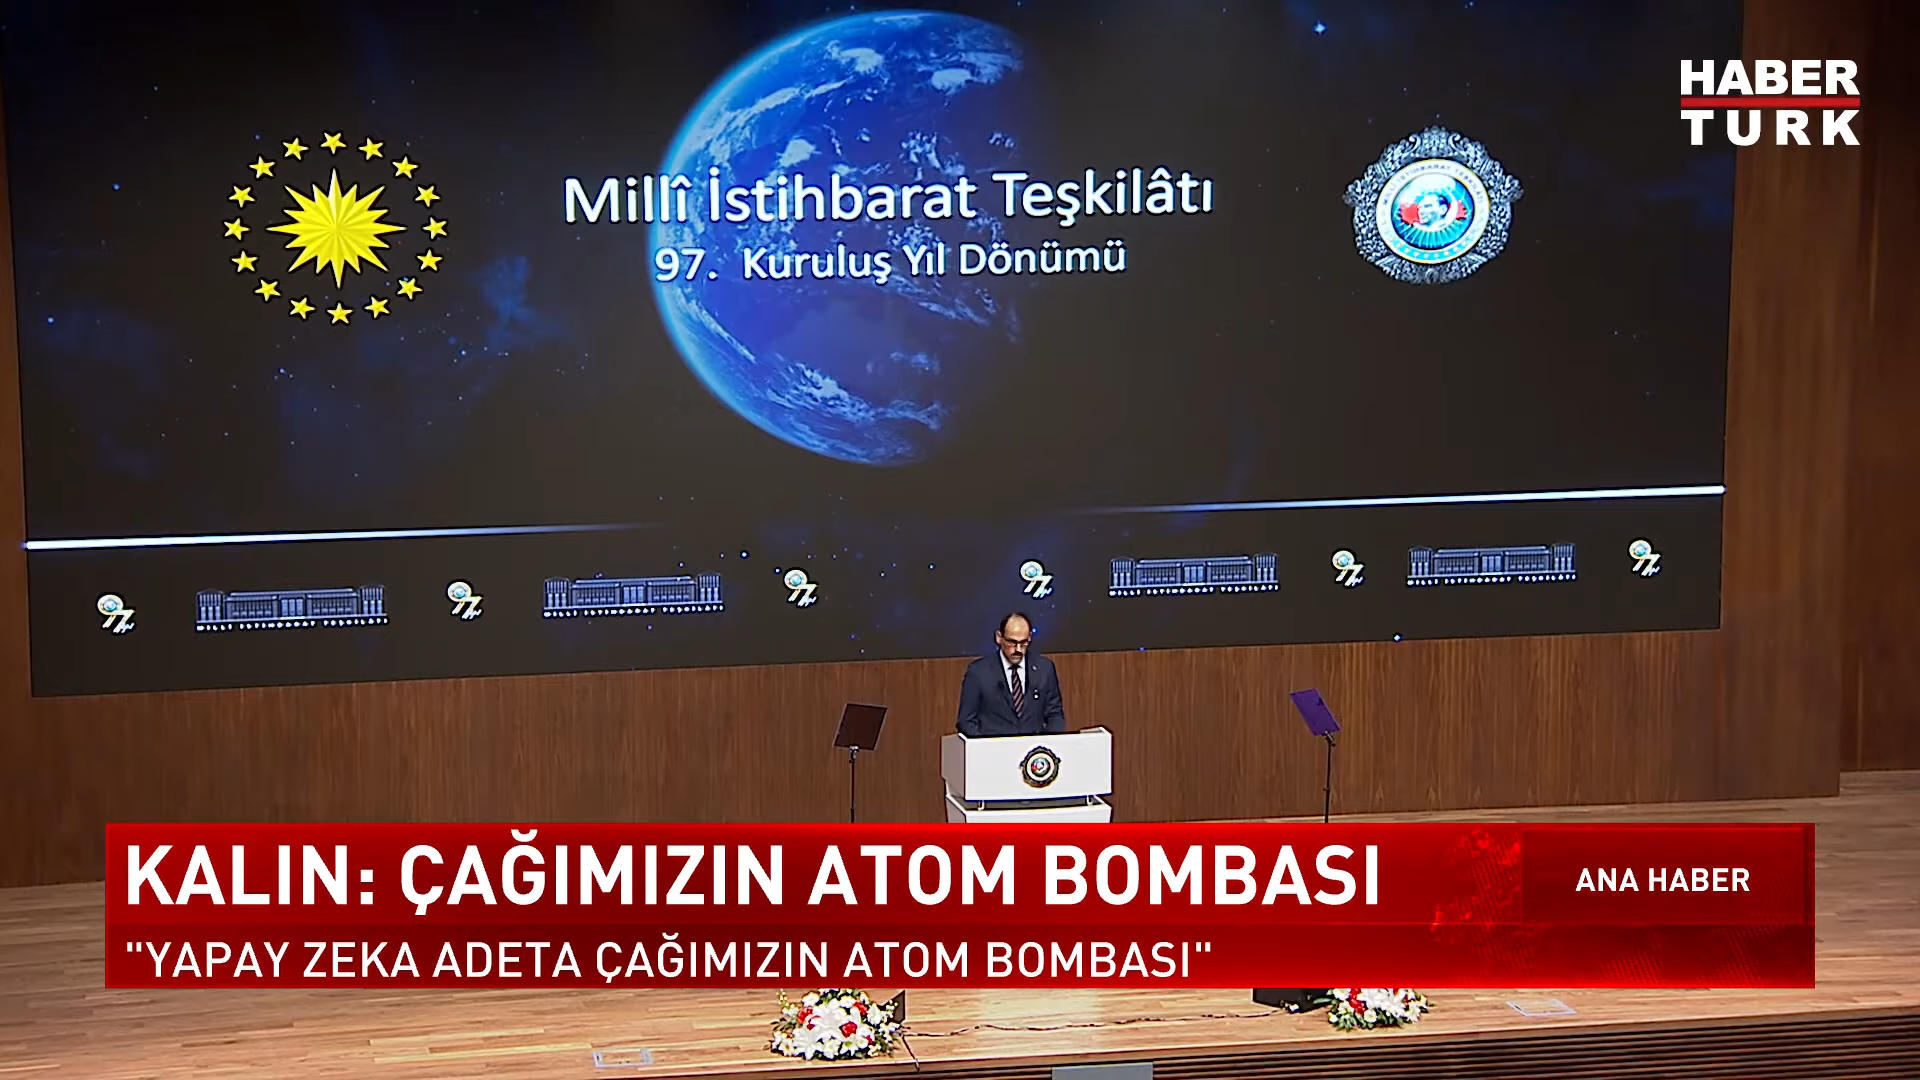 HABER
TURK
Millî İstihbarat Teşkilâtı
97. Kuruluş Yıl Dönümü
KALIN: ÇAĞIMIZIN ATOM BOMBASI
ANA HABER
"YAPAY ZEKA ADETA ÇAĞIMIZIN ATOM BOMBASI"